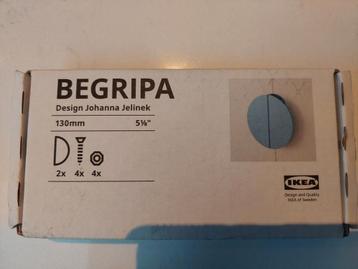 BEGRIPA
Design Johanna Jelinek
130mm 5⅛"
2x 4x 4x
IKEA
Design and Quality
IKEA of Sweden